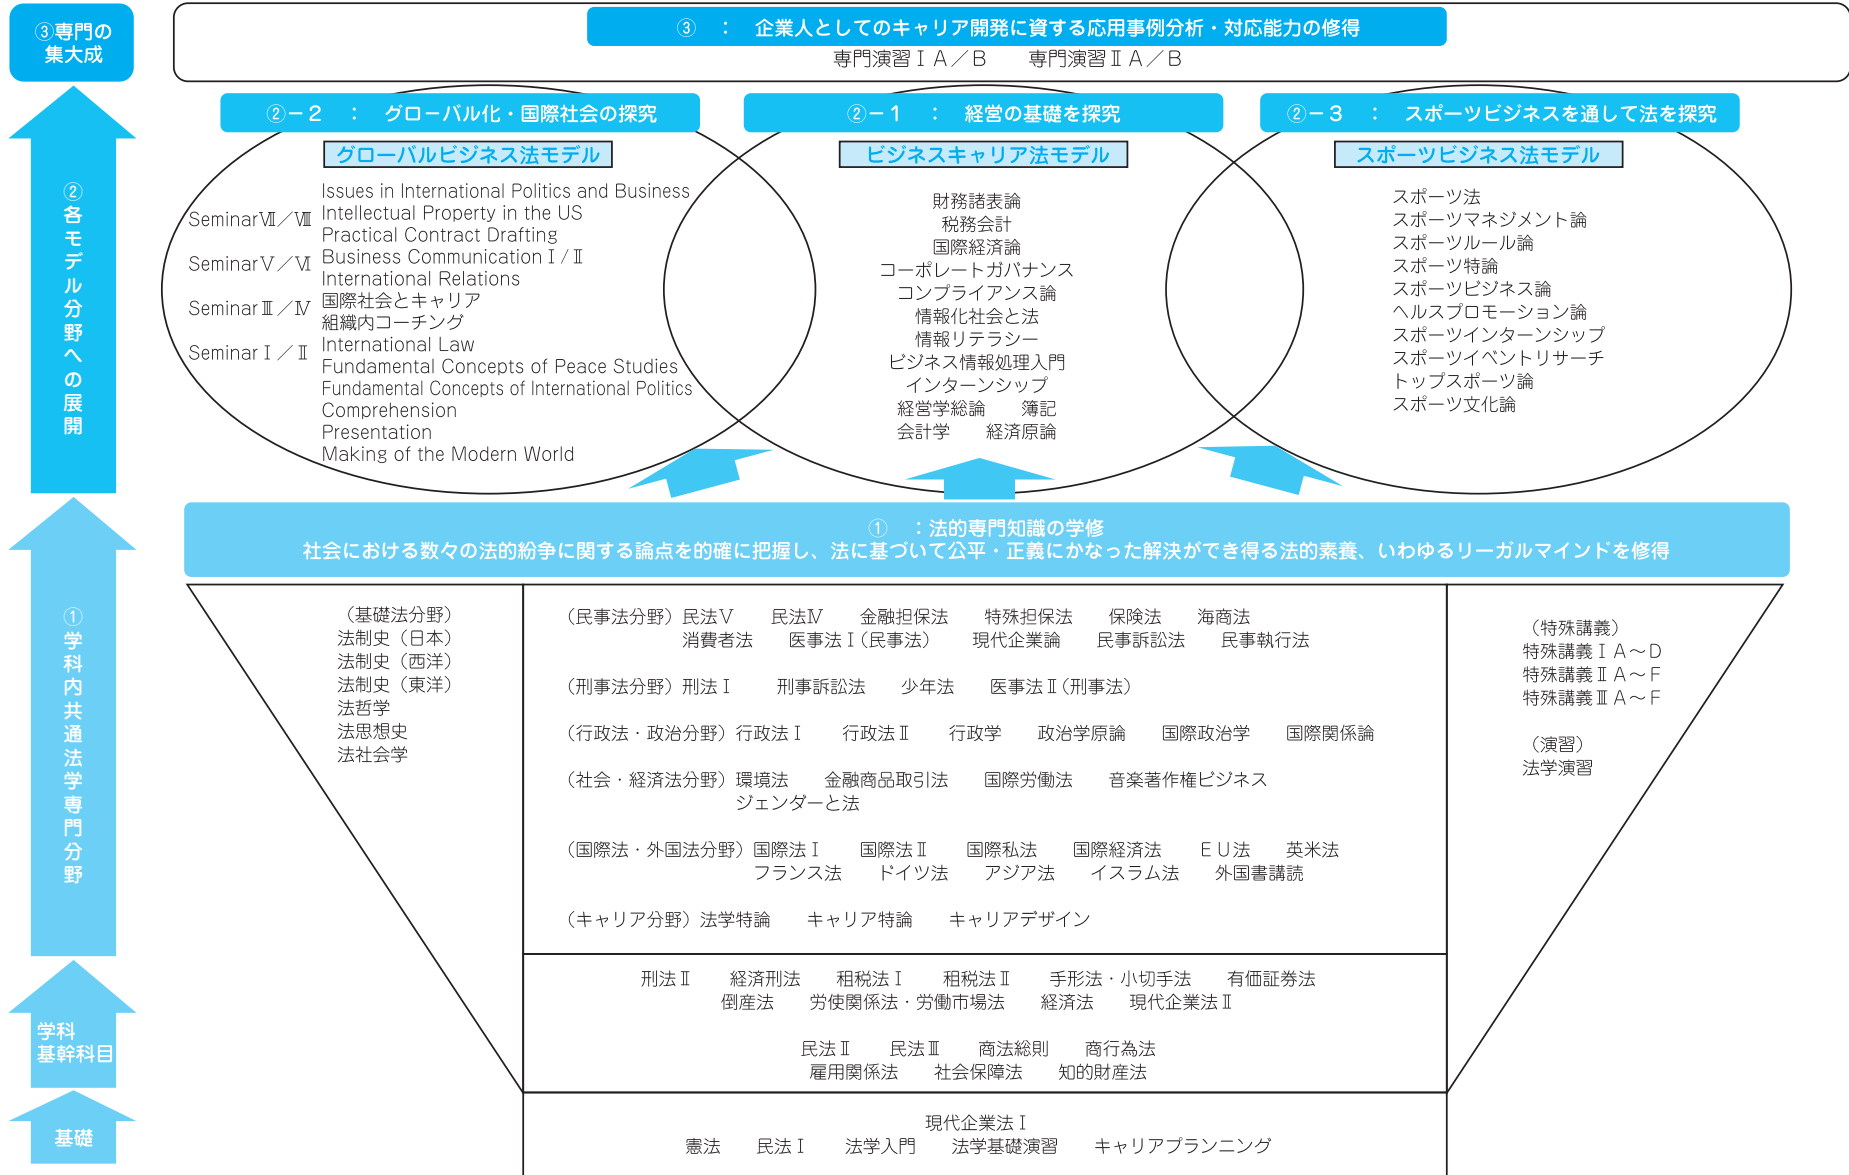 ③専門の
集大成
③　：　企業人としてのキャリア開発に資する応用事例分析・対応能力の修得
専門演習Ⅰ A／B　　専門演習Ⅱ A／B
②各モデル分野への展開
②－２　：　グローバル化・国際社会の探究
グローバルビジネス法モデル
SeminarⅦ／Ⅷ
SeminarⅤ／Ⅵ
SeminarⅢ／Ⅳ
SeminarⅠ／Ⅱ
Issues in International Politics and Business
Intellectual Property in the US
Practical Contract Drafting
Business Communication Ⅰ / Ⅱ
International Relations
国際社会とキャリア
組織内コーチング
International Law
Fundamental Concepts of Peace Studies
Fundamental Concepts of International Politics
Comprehension
Presentation
Making of the Modern World
②－１　：　経営の基礎を探究
ビジネスキャリア法モデル
財務諸表論
税務会計
国際経済論
コーポレートガバナンス
コンプライアンス論
情報化社会と法
情報リテラシー
ビジネス情報処理入門
インターンシップ
経営学総論　　簿記
会計学　　経済原論
②－３　：　スポーツビジネスを通して法を探究
スポーツビジネス法モデル
スポーツ法
スポーツマネジメント論
スポーツルール論
スポーツ特論
スポーツビジネス論
ヘルスプロモーション論
スポーツインターンシップ
スポーツイベントリサーチ
トップスポーツ論
スポーツ文化論
①　：法的専門知識の学修
社会における数々の法的紛争に関する論点を的確に把握し、法に基づいて公平・正義にかなった解決ができ得る法的素養、いわゆるリーガルマインドを修得
①学科内共通法学専門分野
（基礎法分野）
法制史（日本）
法制史（西洋）
法制史（東洋）
法哲学
法思想史
法社会学
（民事法分野）民法Ⅴ　　民法Ⅳ　　金融担保法　　特殊担保法　　保険法　　海商法
消費者法　　医事法Ⅰ（民事法）　　現代企業論　　民事訴訟法　　民事執行法
（刑事法分野）刑法Ⅰ　　刑事訴訟法　　少年法　　医事法Ⅱ（刑事法）
（行政法・政治分野）行政法Ⅰ　　行政法Ⅱ　　行政学　　政治学原論　　国際政治学　　国際関係論
（社会・経済法分野）環境法　　金融商品取引法　　国際労働法　　音楽著作権ビジネス
ジェンダーと法
（国際法・外国法分野）国際法Ⅰ　　国際法Ⅱ　　国際私法　　国際経済法　　ＥＵ法　　英米法
フランス法　　ドイツ法　　アジア法　　イスラム法　　外国書講読
（キャリア分野）法学特論　　キャリア特論　　キャリアデザイン
（特殊講義）
特殊講義Ⅰ A～D
特殊講義Ⅱ A～F
特殊講義Ⅲ A～F
（演習）
法学演習
学科
基幹科目
刑法Ⅱ　　経済刑法　　租税法Ⅰ　　租税法Ⅱ　　手形法・小切手法　　有価証券法
倒産法　　労使関係法・労働市場法　　経済法　　現代企業法Ⅱ
民法Ⅱ　　民法Ⅲ　　商法総則　　商行為法
雇用関係法　　社会保障法　　知的財産法
基礎
現代企業法Ⅰ
憲法　　民法Ⅰ　　法学入門　　法学基礎演習　　キャリアプランニング